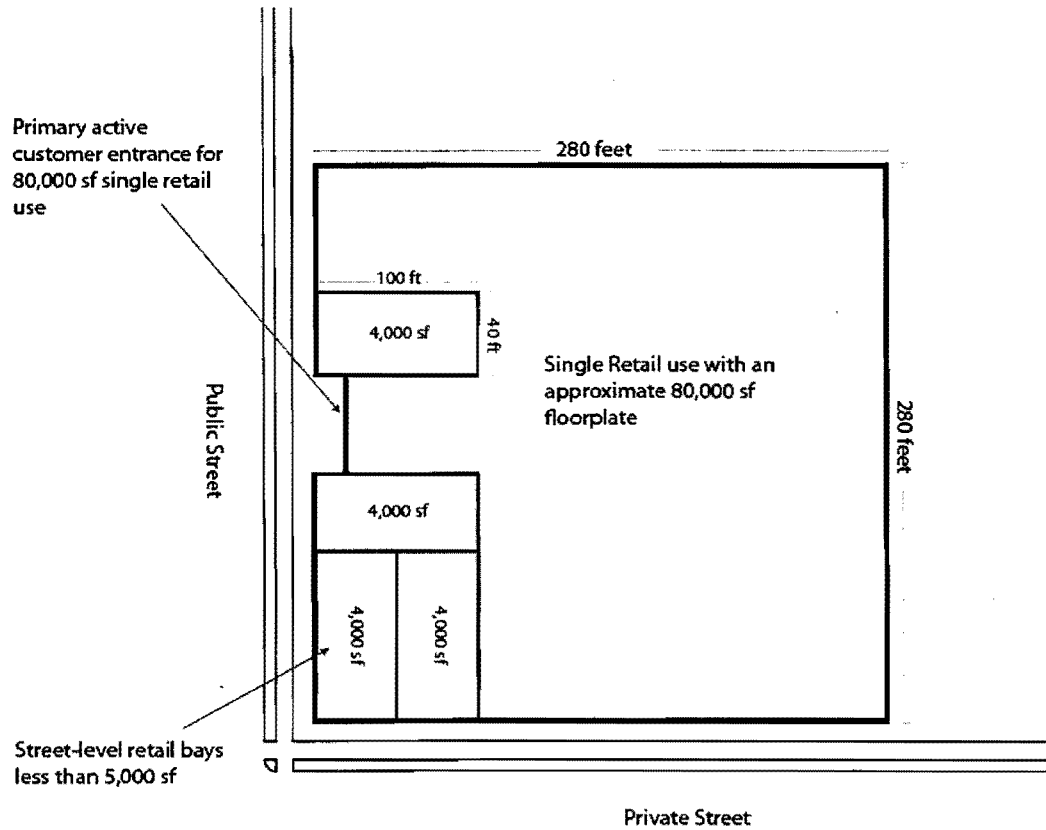 Primary active
customer entrance for
80,000 sf single retail
use
280 feet
100 ft
4,000 sf
40 ft
Single Retail use with an
approximate 80,000 sf
floorplate
280 feet
Public Street
4,000 sf
4,000 sf
4,000 sf
Street-level retail bays
less than 5,000 sf
Private Street